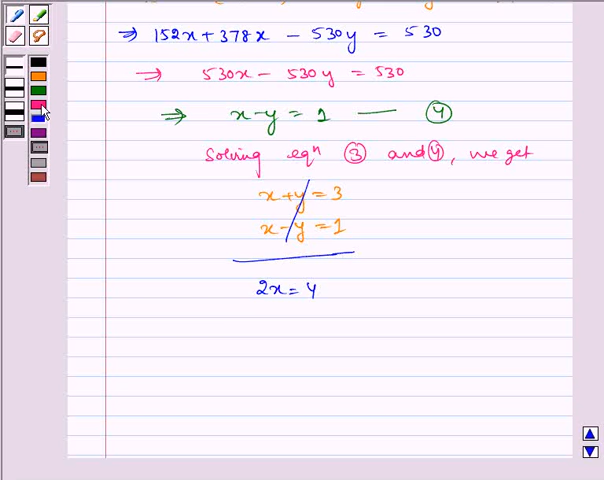 ⇒ 152x + 378x - 530y = 530
⇒ 530x - 530y = 530
⇒ x - y = 1 — ④
Solving eqⁿ ③ and ④, we get
x + y = 3
x - y = 1
2x = 4